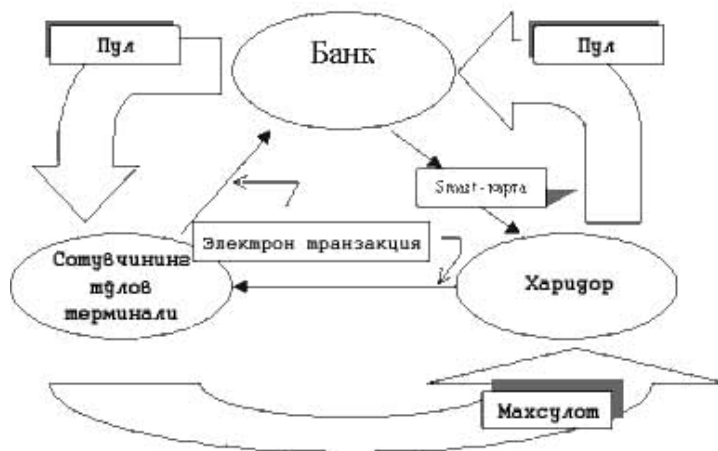 Пул
Банк
Пул
Smart-карта
Электрон транзакция
Сотувчининг
тўлов
терминали
Харидор
Махсулот